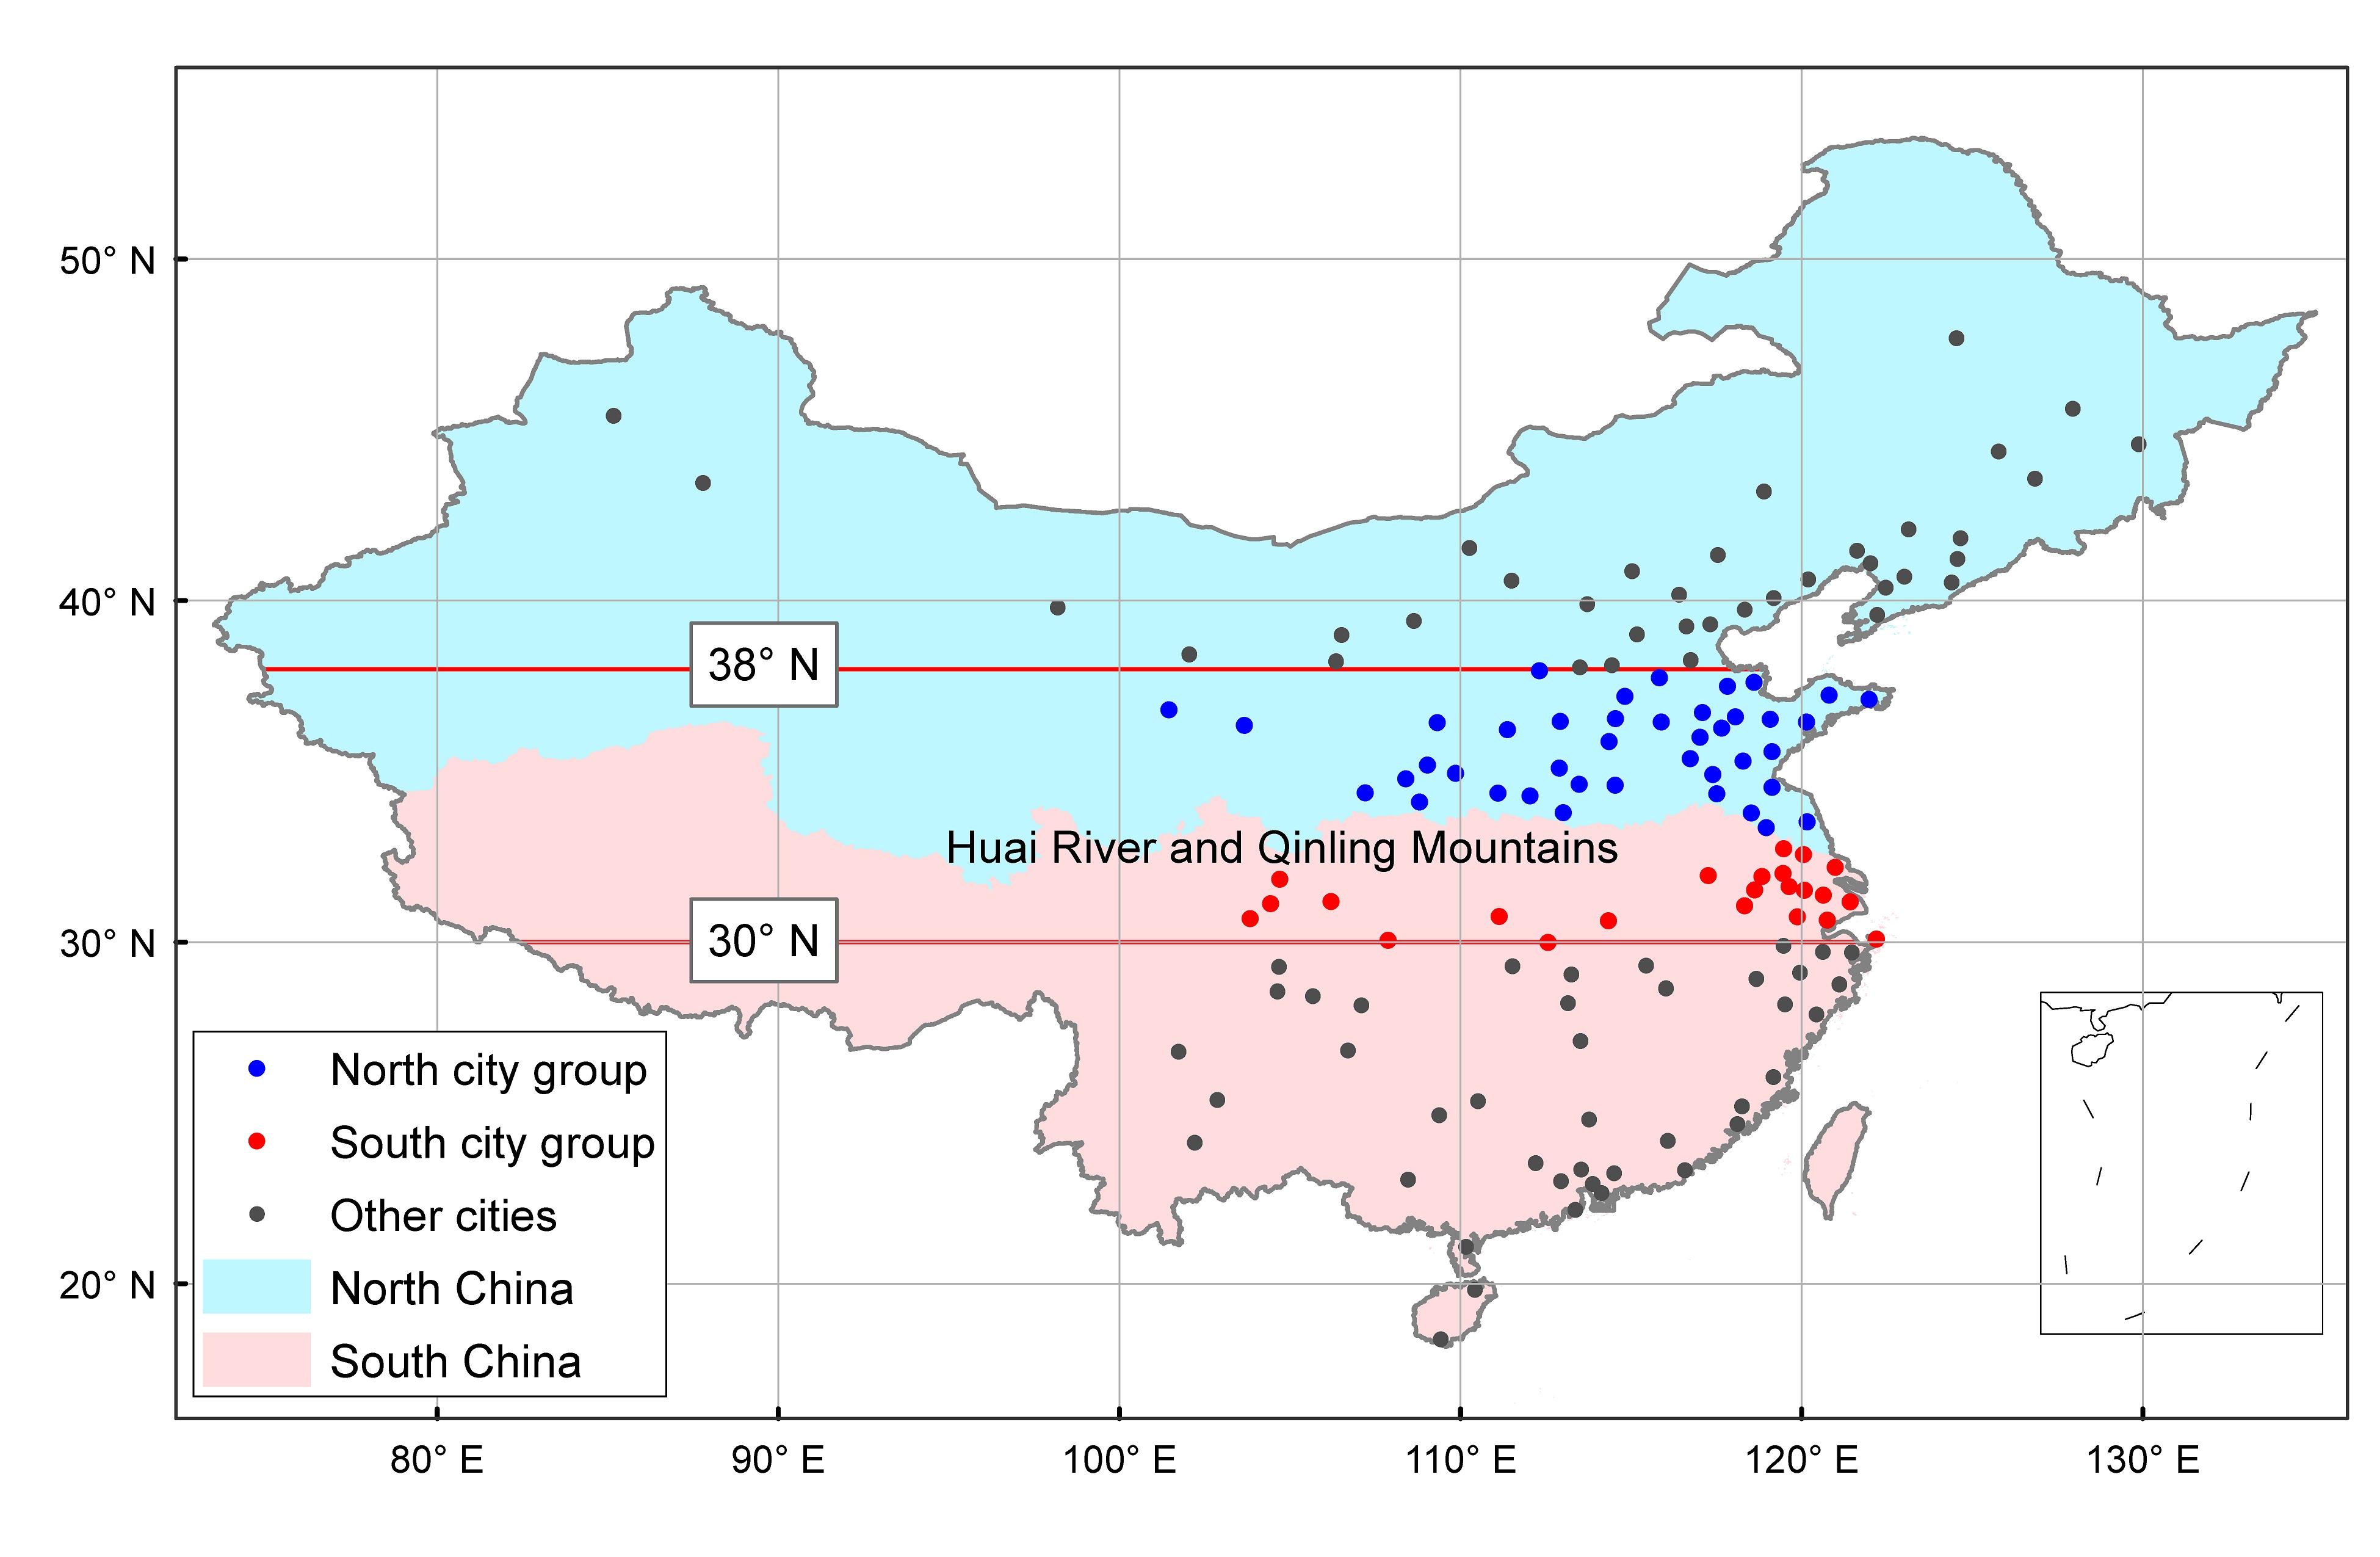 50° N
40° N
38° N
Huai River and Qinling Mountains
30° N
30° N
North city group
South city group
Other cities
North China
20° N
South China
80° E
90° E
100° E
110° E
120° E
130° E